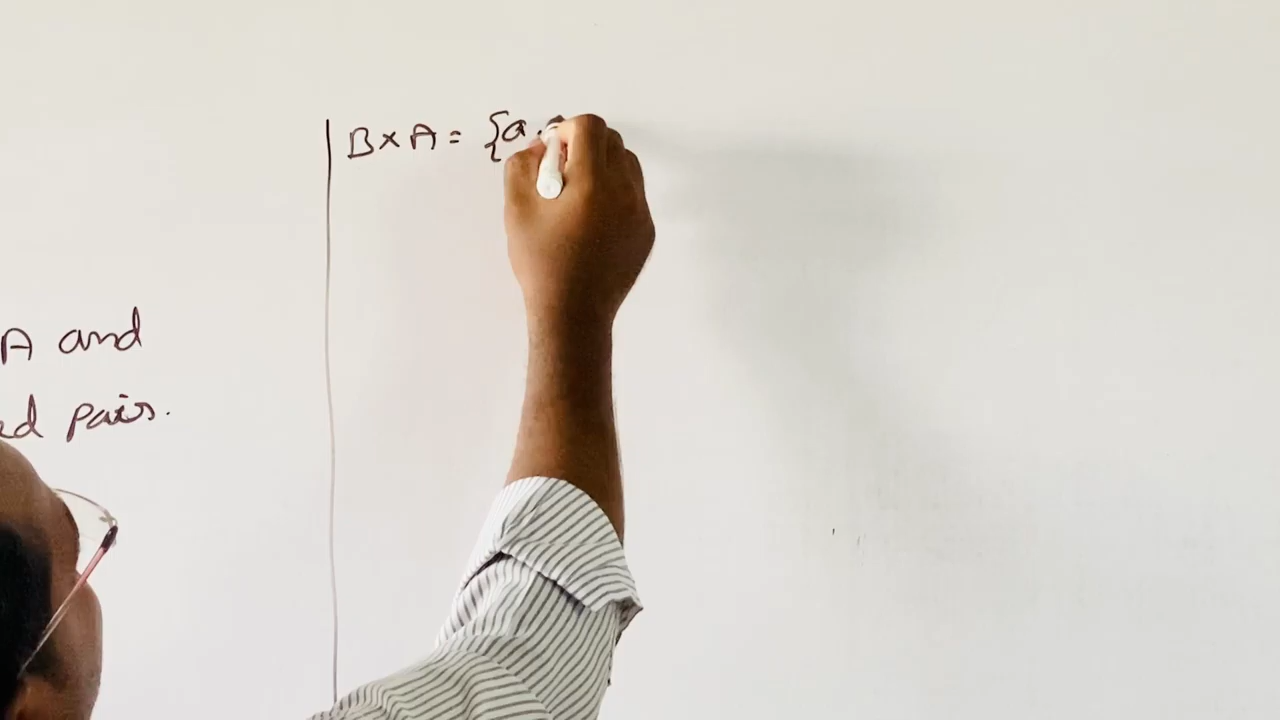 A and
pairs.
B×A = {a